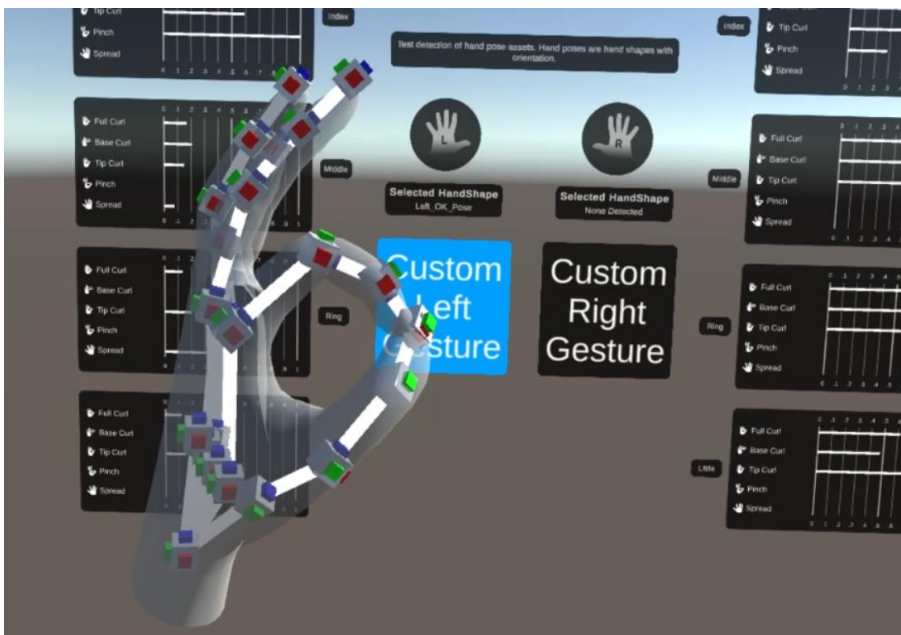 Tip Curl
Pinch
Spread
Index
Test detection of hand pose assets. Hand poses are hand shapes with
orientation.
Index
Tip Curl
Pinch
Spread
Full Curl
Base Curl
Tip Curl
Pinch
Spread
Middle
L
R
Selected HandShape
Left_OK_Pose
Selected HandShape
None Detected
Middle
Full Curl
Base Curl
Tip Curl
Pinch
Spread
Full Curl
Base Curl
Tip Curl
Pinch
Spread
Ring
Custom
Left
Gesture
Custom
Right
Gesture
Ring
Full Curl
Base Curl
Tip Curl
Pinch
Spread
Full Curl
Base Curl
Tip Curl
Pinch
Spread
Little
Full Curl
Base Curl
Tip Curl
Pinch
Spread